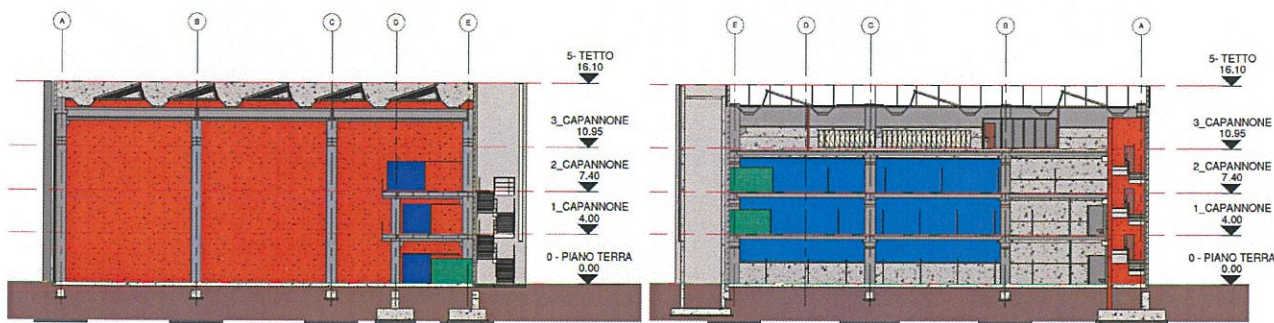 A B C G E
5- TETTO
16.10
3_CAPANNONE
10.95
2_CAPANNONE
7.40
1_CAPANNONE
4.00
0 - PIANO TERRA
0.00
E D C B A
5- TETTO
16.10
3_CAPANNONE
10.95
2_CAPANNONE
7.40
1_CAPANNONE
4.00
0 - PIANO TERRA
0.00